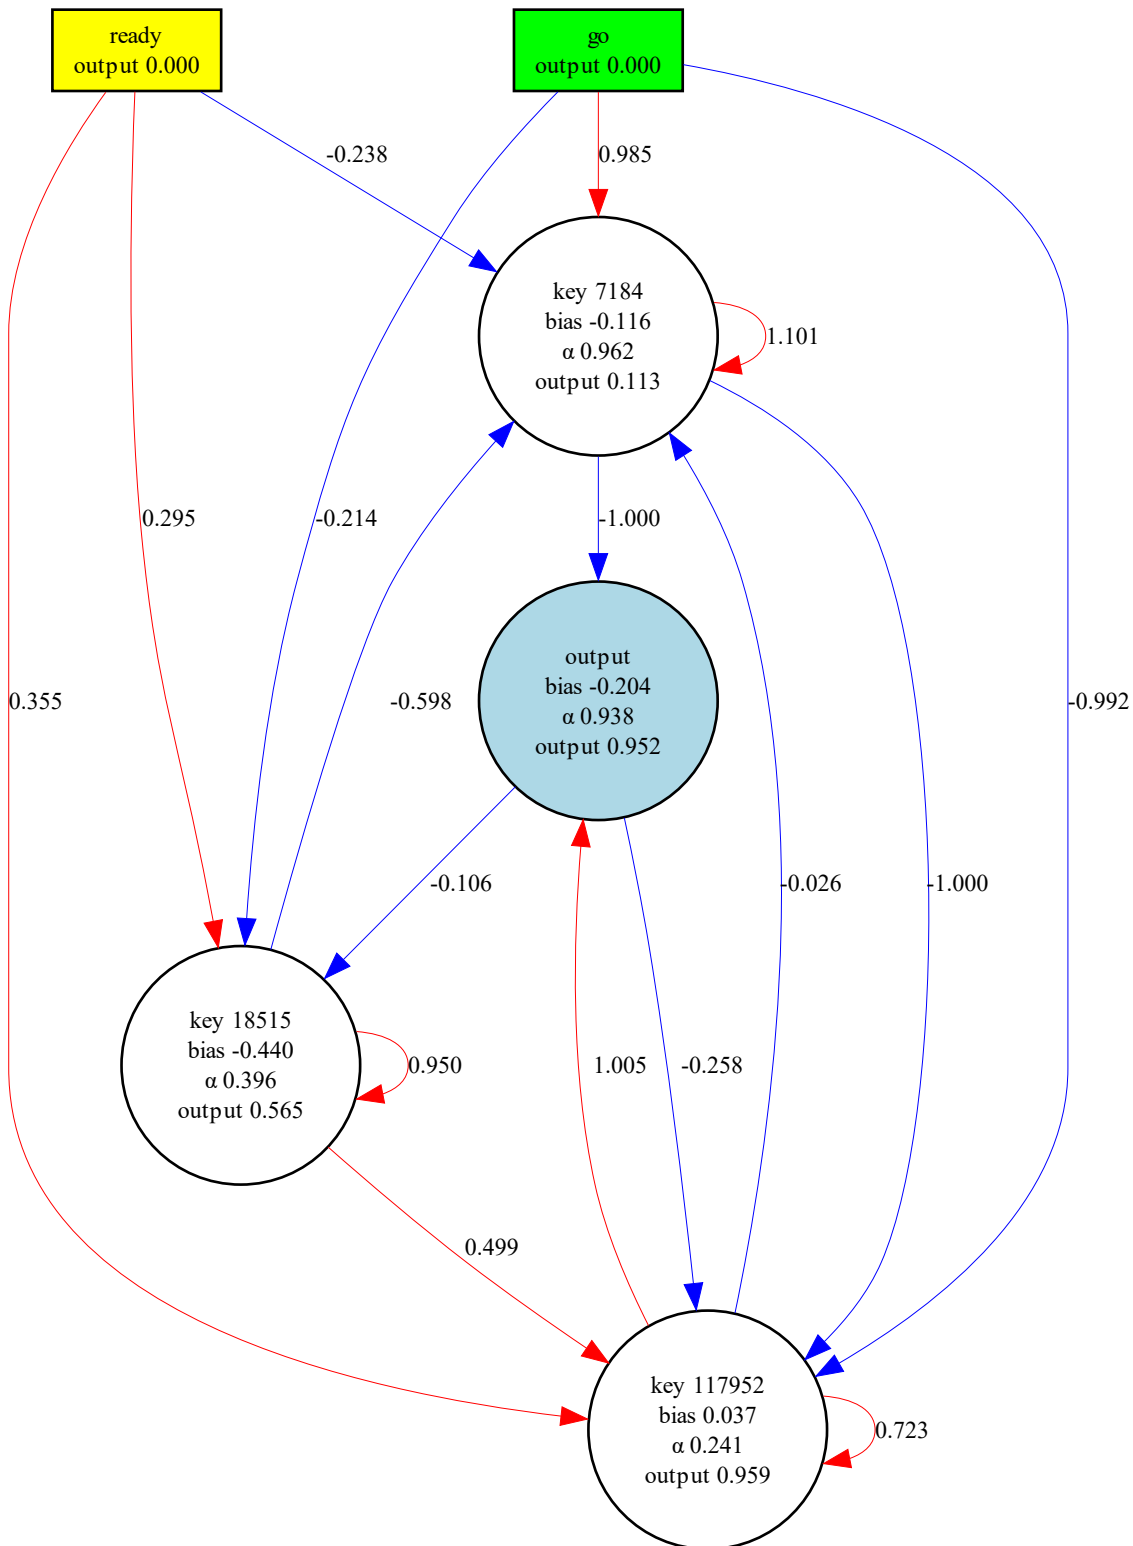 ready
output 0.000
go
output 0.000
-0.238
0.985
key 7184
bias -0.116
α 0.962
output 0.113
1.101
0.295
-0.214
-1.000
0.355
-0.598
output
bias -0.204
α 0.938
output 0.952
-0.992
-0.106
-0.026
-1.000
key 18515
bias -0.440
α 0.396
output 0.565
0.950
1.005
-0.258
0.499
key 117952
bias 0.037
α 0.241
output 0.959
0.723